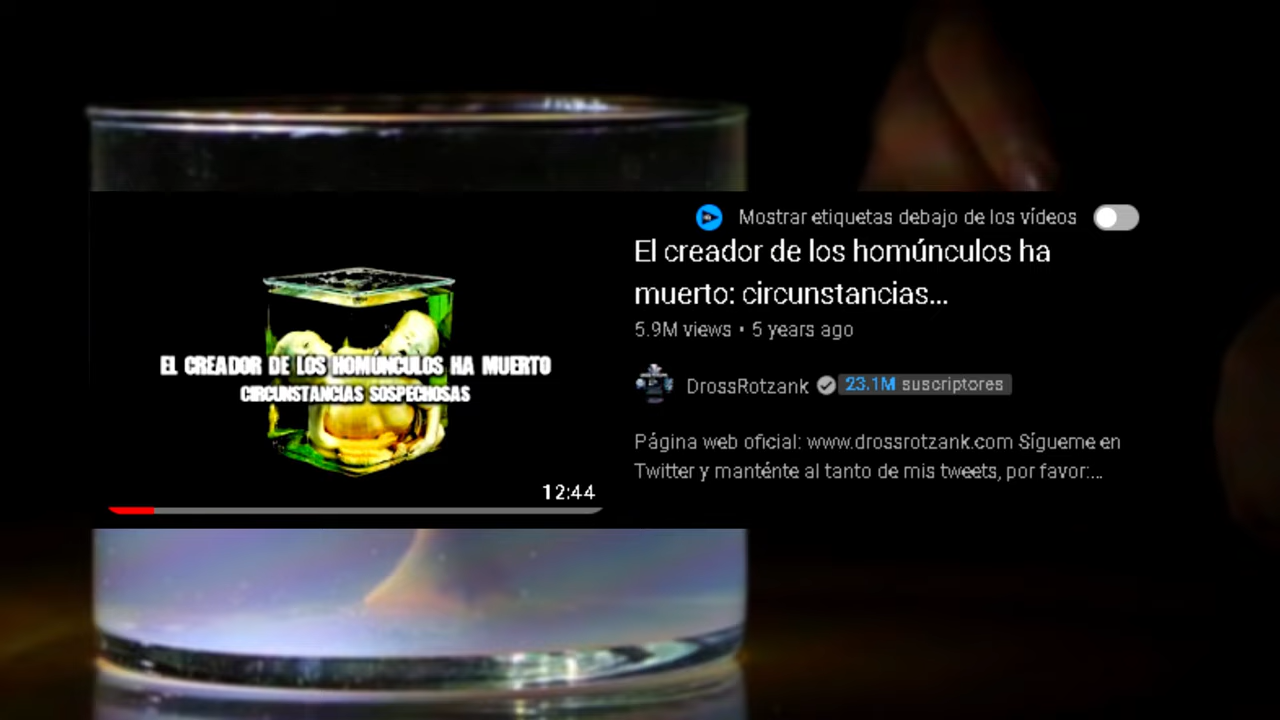 Mostrar etiquetas debajo de los vídeos
El creador de los homúnculos ha
muerto: circunstancias...
5.9M views • 5 years ago
EL CREADOR DE LOS HOMÚNCULOS HA MUERTO
CIRCUNSTANCIAS SOSPECHOSAS
DrossRotzank 23.1M suscriptores
Página web oficial: www.drossrotzank.com Sígueme en
Twitter y manténte al tanto de mis tweets, por favor:...
12:44